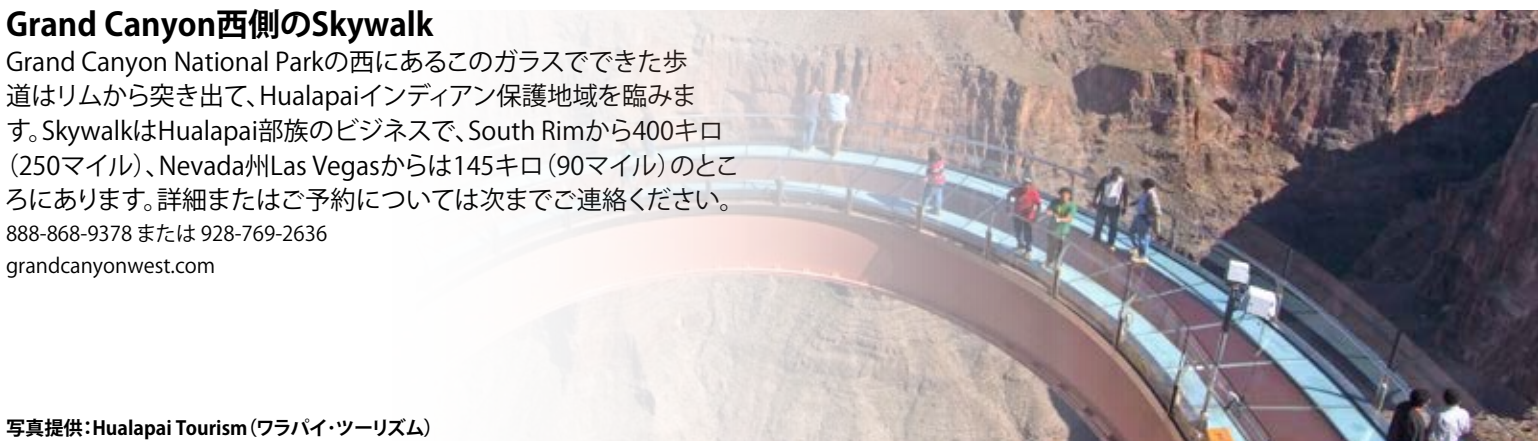 Grand Canyon西側のSkywalk
Grand Canyon National Parkの西にあるこのガラスでできた歩
道はリムから突き出て、Hualapaiインディアン保護地域を臨みま
す。SkywalkはHualapai部族のビジネスで、South Rimから400キロ
（250マイル）、Nevada州Las Vegasからは145キロ（90マイル）のとこ
ろにあります。詳細またはご予約については次までご連絡ください。
888-868-9378 または 928-769-2636
grandcanyonwest.com
写真提供：Hualapai Tourism（ワラパイ・ツーリズム）